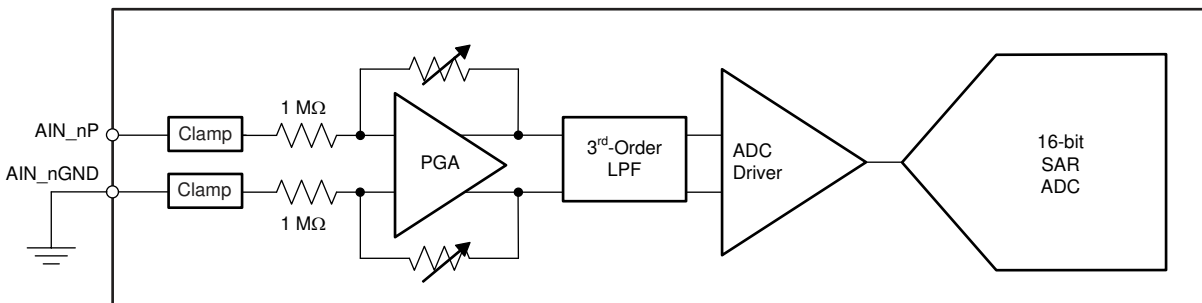 1 MΩ
AIN_nP
Clamp
AIN_nGND
Clamp
1 MΩ
PGA
3rd-Order
LPF
ADC
Driver
16-bit
SAR
ADC